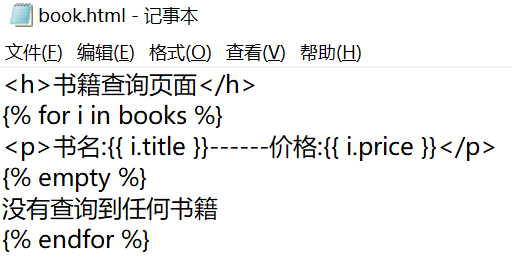 book.html - 记事本
文件(F) 编辑(E) 格式(O) 查看(V) 帮助(H)
<h>书籍查询页面</h>
{% for i in books %}
<p>书名:{{ i.title }}------价格:{{ i.price }}</p>
{% empty %}
没有查询到任何书籍
{% endfor %}